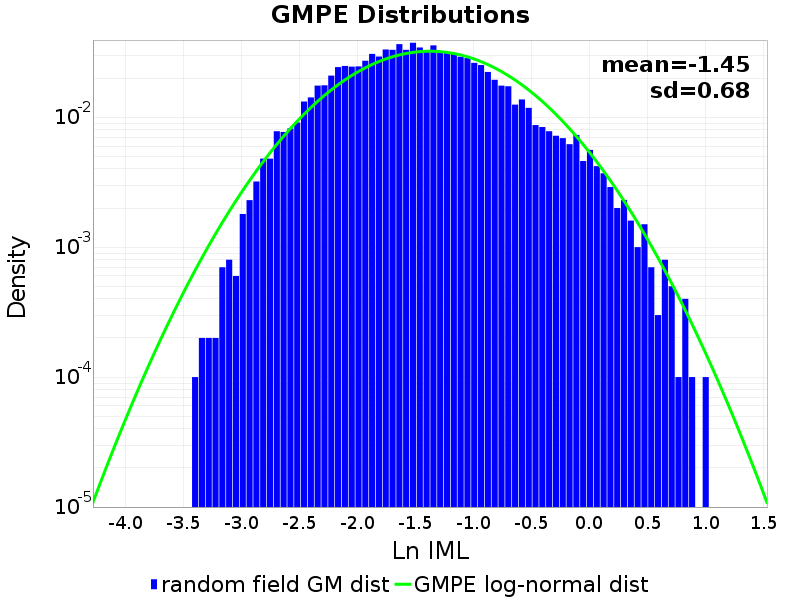 GMPE Distributions
mean=-1.45
sd=0.68
Density
10-2
10-3
10-4
10-5
-4.0 -3.5 -3.0 -2.5 -2.0 -1.5 -1.0 -0.5 0.0 0.5 1.0 1.5
Ln IML
random field GM dist GMPE log-normal dist